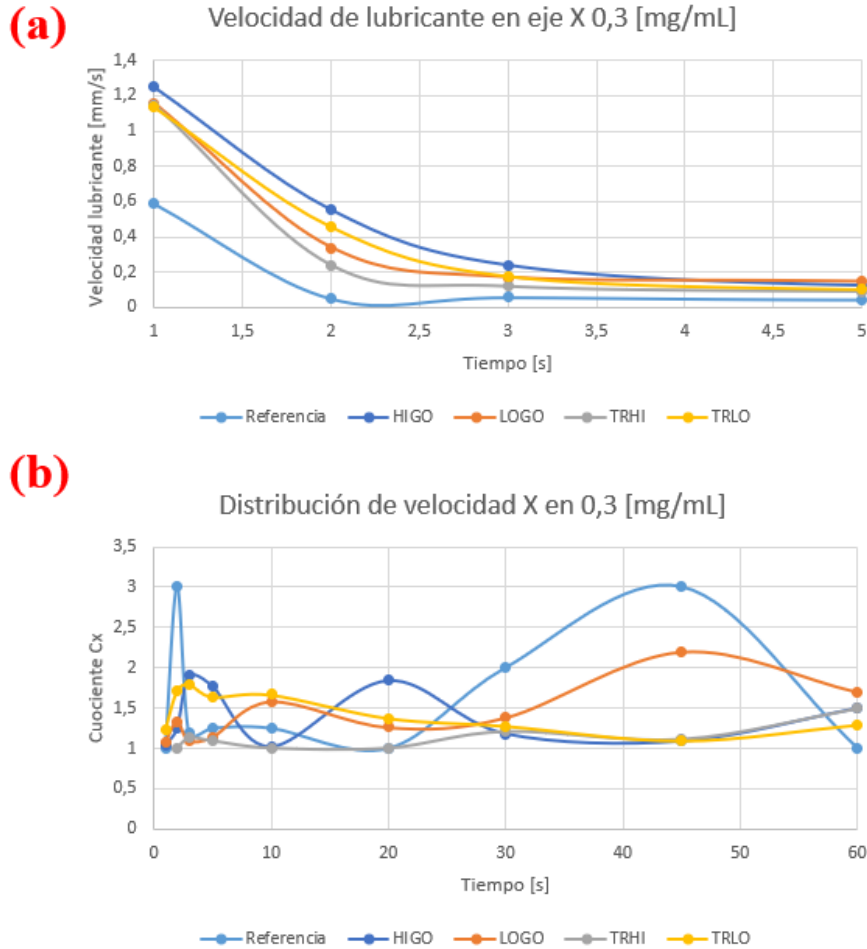 (a)
Velocidad de lubricante en eje X 0,3 [mg/mL]
Velocidad lubricante [mm/s]
1,4
1,2
1
0,8
0,6
0,4
0,2
0
1 1,5 2 2,5 3 3,5 4 4,5 5
Tiempo [s]
Referencia HIGO LOGO TRHI TRLO
(b)
Distribución de velocidad X en 0,3 [mg/mL]
Cuociente Cx
3,5
3
2,5
2
1,5
1
0,5
0
0 10 20 30 40 50 60
Tiempo [s]
Referencia HIGO LOGO TRHI TRLO